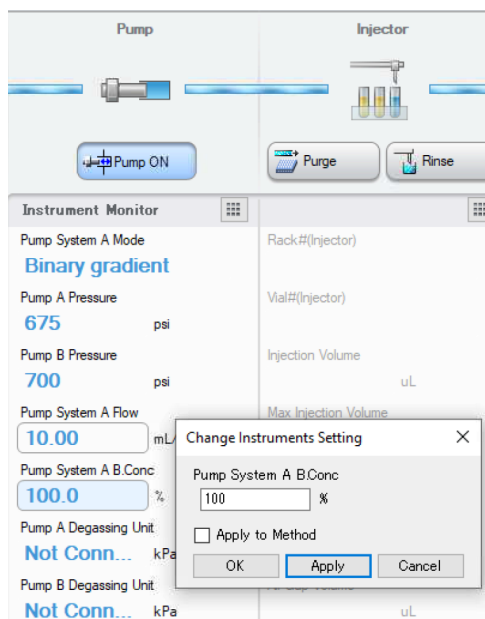 Pump
Injector
Pump ON
Purge
Rinse
Instrument Monitor
Pump System A Mode
Binary gradient
Rack#(Injector)
Pump A Pressure
675 psi
Vial#(Injector)
Pump B Pressure
700 psi
Injection Volume
uL
Pump System A Flow
10.00 mL/
Max Injection Volume
Pump System A B.Conc
100.0 %
Pump A Degassing Unit
Not Conn... kPa
Pump B Degassing Unit
Not Conn... kPa
uL
Change Instruments Setting
Pump System A B.Conc
100 %
Apply to Method
OK
Apply
Cancel